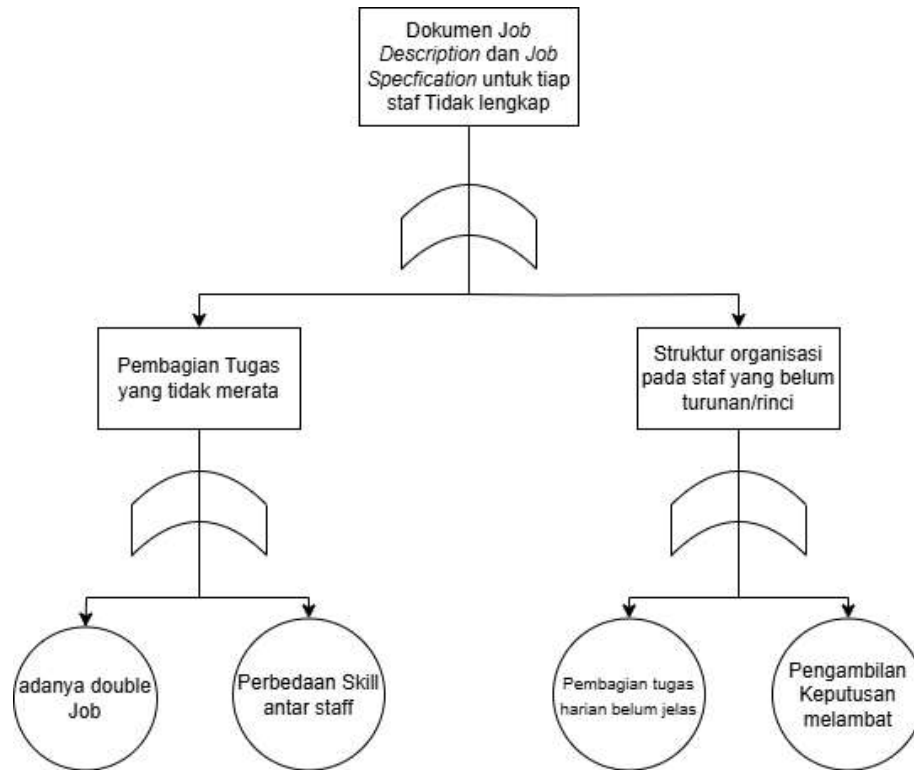 Dokumen Job
Description dan Job
Specfication untuk tiap
staf Tidak lengkap
Pembagian Tugas
yang tidak merata
Struktur organisasi
pada staf yang belum
turunan/rinci
adanya double
Job
Perbedaan Skill
antar staff
Pembagian tugas
harian belum jelas
Pengambilan
Keputusan
melambat